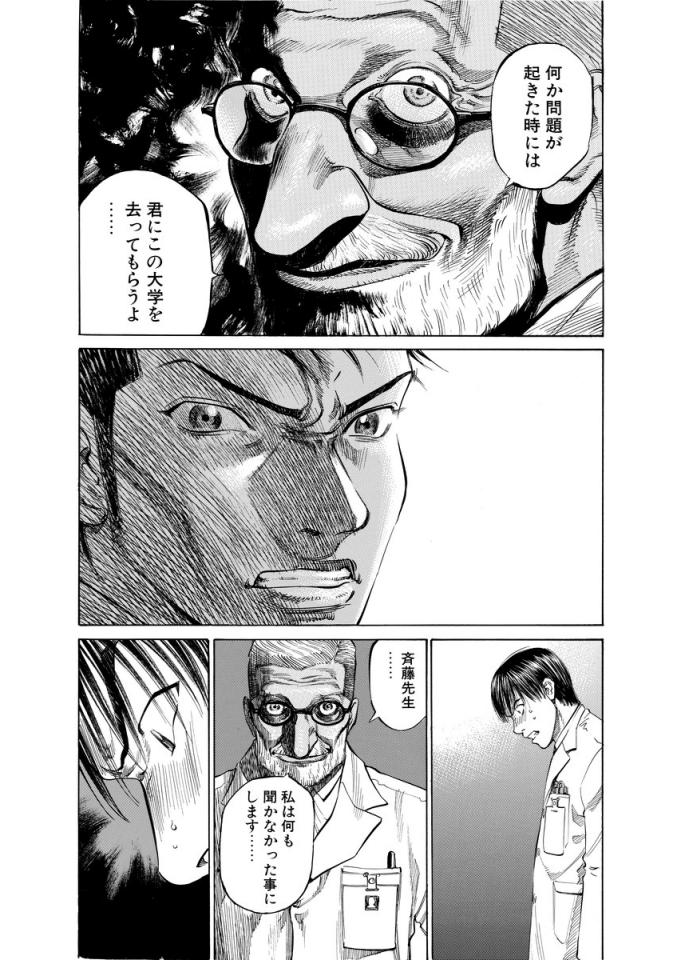 何か問題が
起きた時には
君にこの大学を
去ってもらうよ
……
斉藤先生
……
私は何も
聞かなかった事に
します……